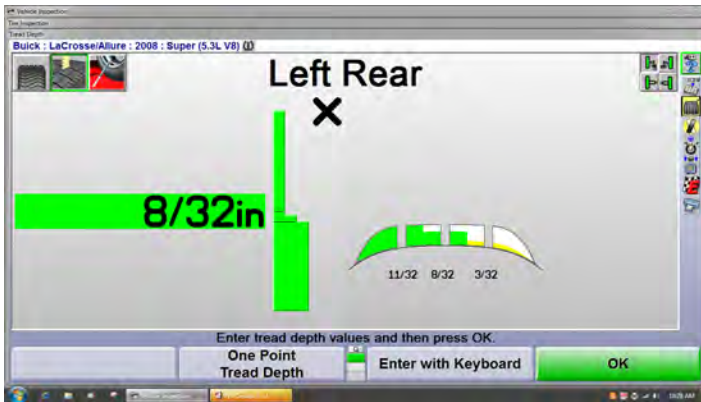 Vehicle Inspection
Tire Inspection
Tread Depth
Buick : LaCrosse/Allure : 2008 : Super (5.3L V8)
Left Rear
8/32in
11/32 8/32 3/32
Enter tread depth values and then press OK.
One Point
Tread Depth
Enter with Keyboard
OK
Vehicle Inspection